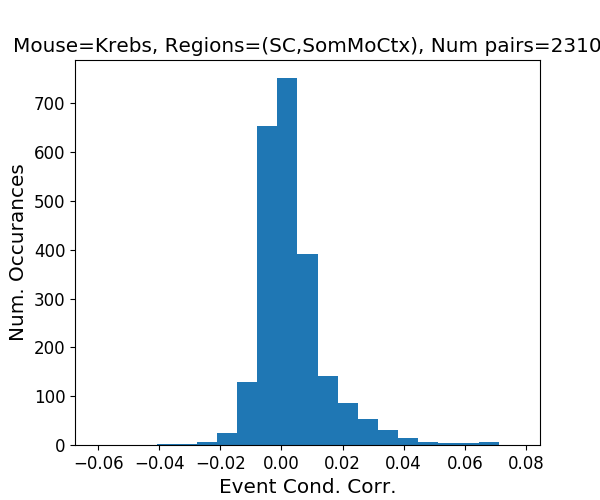 Mouse=Krebs, Regions=(SC,SomMoCtx), Num pairs=2310
700
600
500
400
300
200
100
0
Num. Occurances
−0.06 −0.04 −0.02 0.00 0.02 0.04 0.06 0.08
Event Cond. Corr.